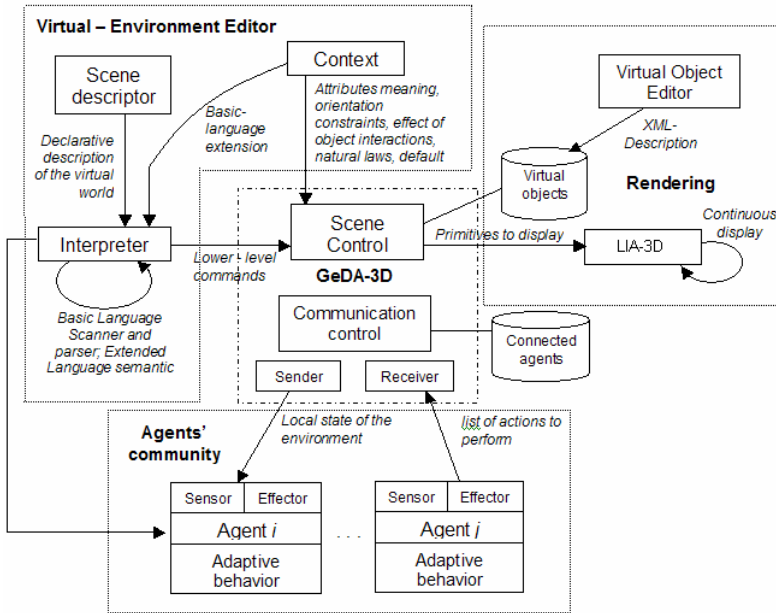 Virtual – Environment Editor
Scene
descriptor
Context
Attributes meaning,
orientation
constraints, effect of
object interactions,
natural laws, default
Basic-
language
extension
Declarative
description
of the virtual
world
Interpreter
Basic Language
Scanner and
parser; Extended
Language semantic
Lower - level
commands
Scene
Control
GeDA-3D
Communication
control
Sender
Receiver
Connected
agents
Virtual Object
Editor
XML-
Description
Virtual
objects
Rendering
Primitives to display
LIA-3D
Continuous
display
Agents'
community
Local state of the
environment
list of actions to
perform
Sensor
Effector
Agent i
Adaptive
behavior
. . .
Sensor
Effector
Agent j
Adaptive
behavior